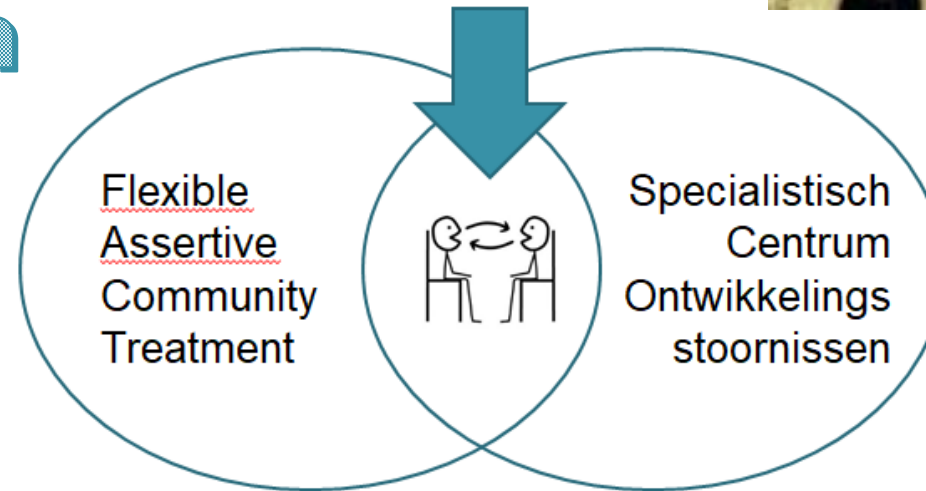 Flexible
Assertive
Community
Treatment
Specialistisch
Centrum
Ontwikkelings
stoornissen